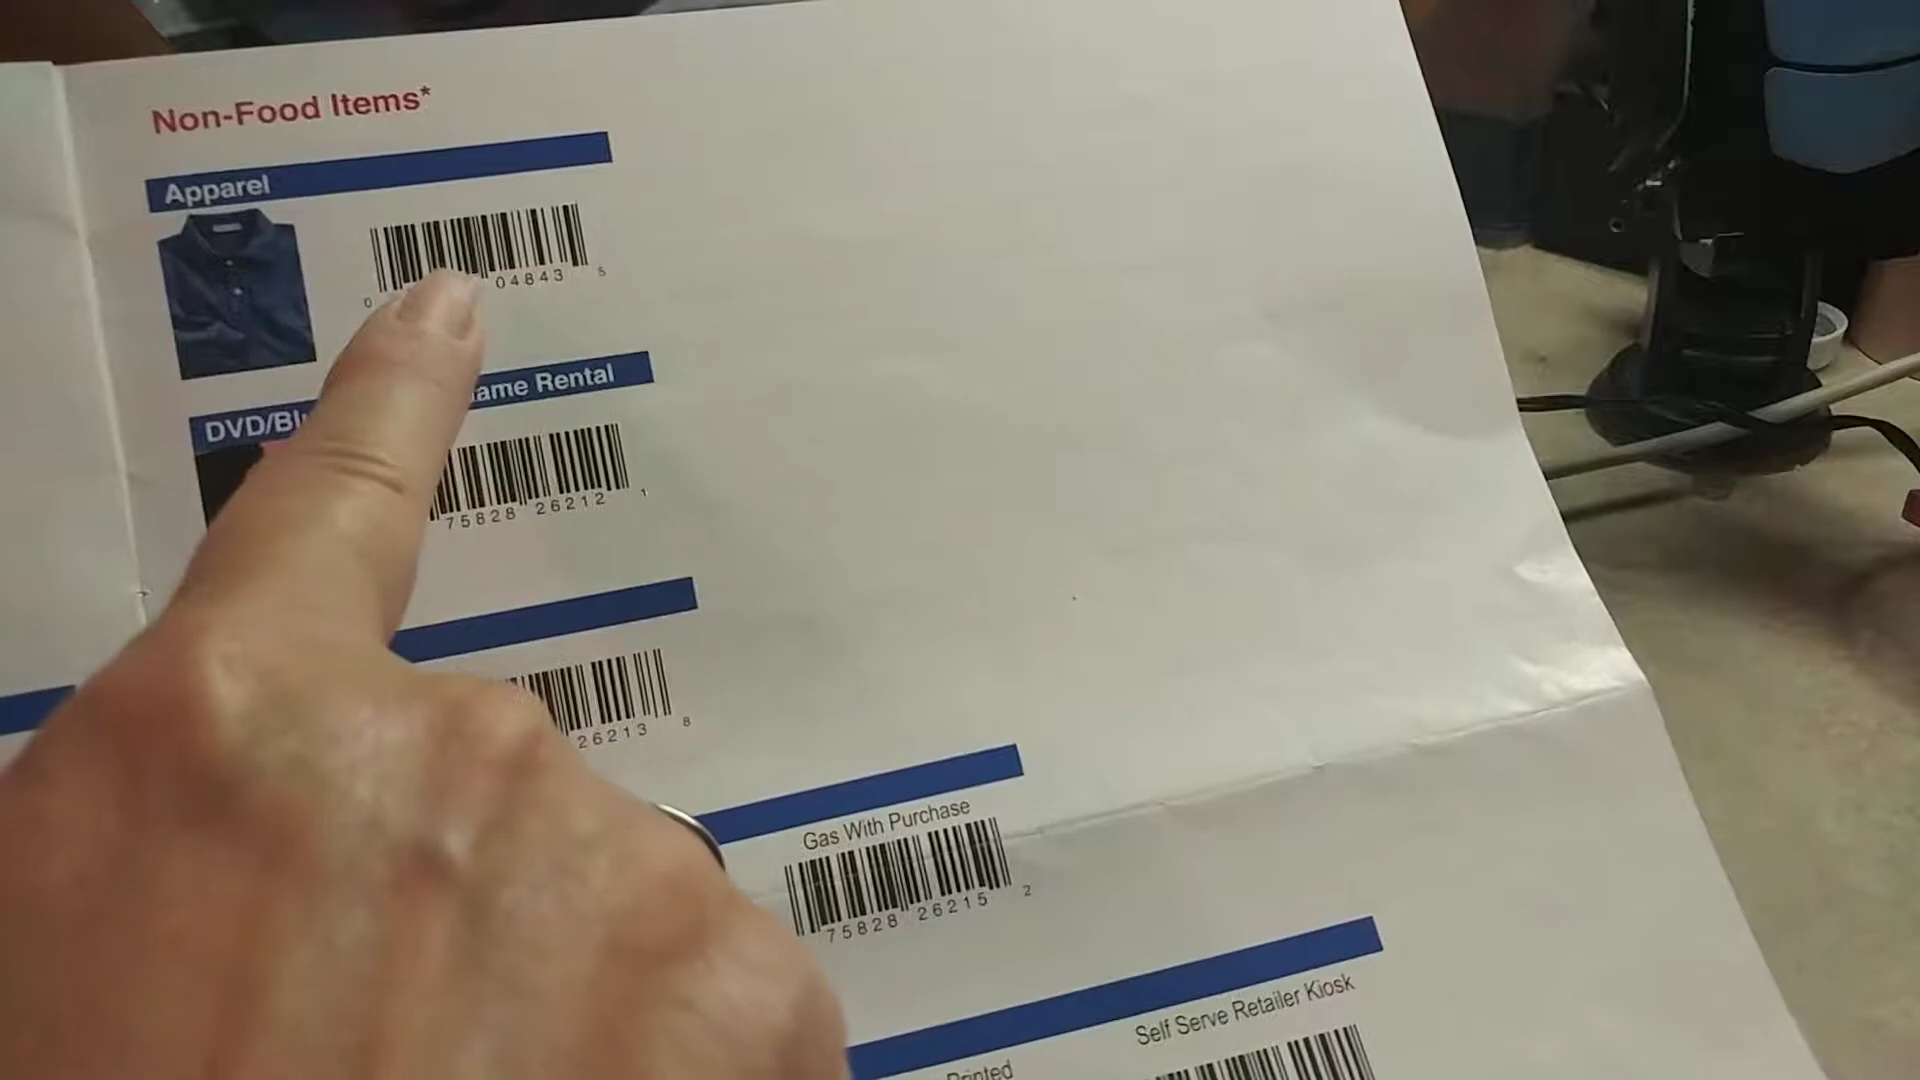 Non-Food Items*
Apparel
0 04843 5
DVD/Bl ame Rental
75828 26212 1
26213 8
Gas With Purchase
75828 26215 2
Self Serve Retailer Kiosk
Printed